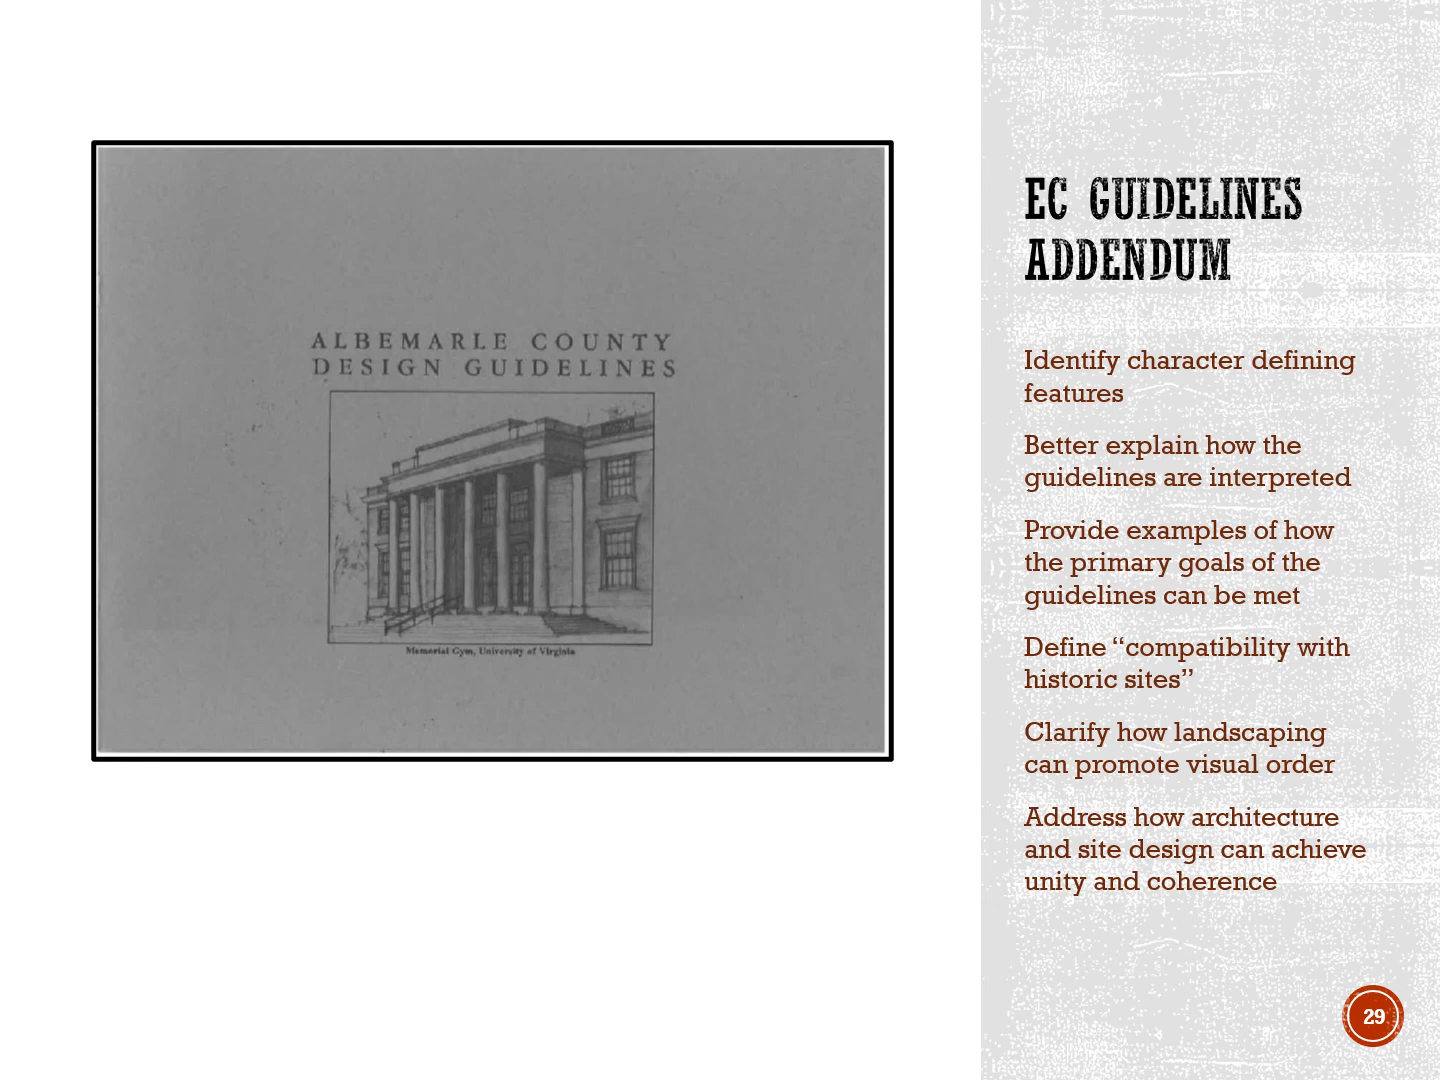 ALBEMARLE COUNTY
DESIGN GUIDELINES
Memorial Gym, University of Virginia
EC GUIDELINES
ADDENDUM
Identify character defining
features
Better explain how the
guidelines are interpreted
Provide examples of how
the primary goals of the
guidelines can be met
Define “compatibility with
historic sites”
Clarify how landscaping
can promote visual order
Address how architecture
and site design can achieve
unity and coherence
29